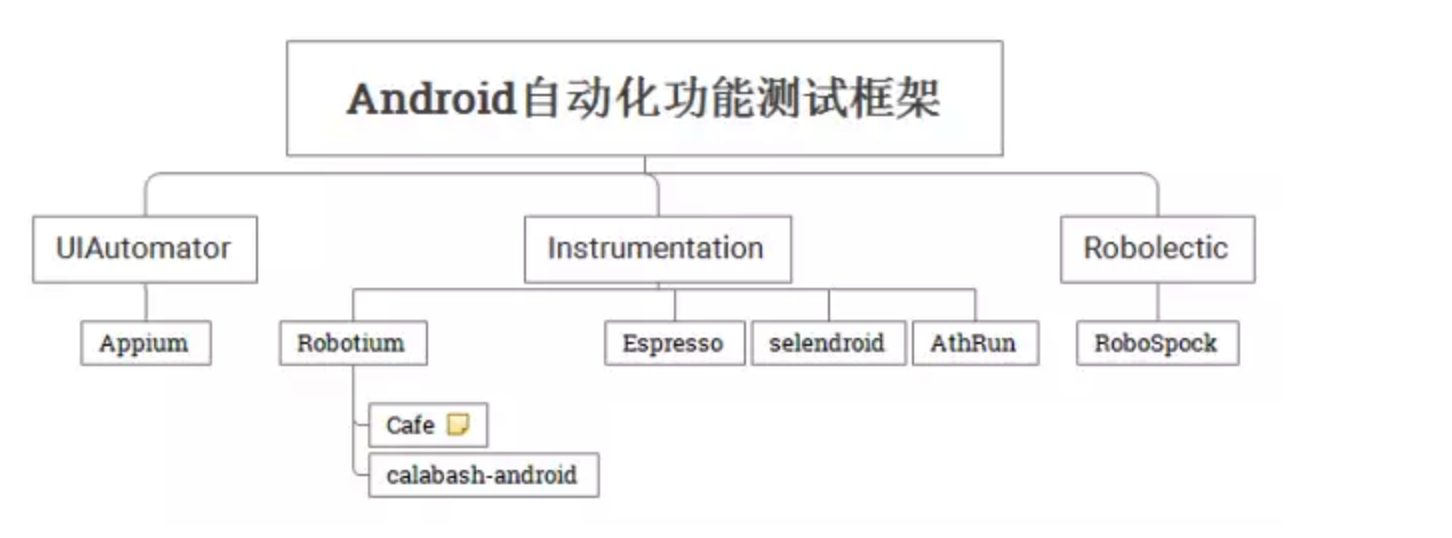 Android自动化功能测试框架
UIAutomator
Instrumentation
Robolectic
Appium
Robotium
Espresso
selendroid
AthRun
RoboSpock
Cafe
calabash-android